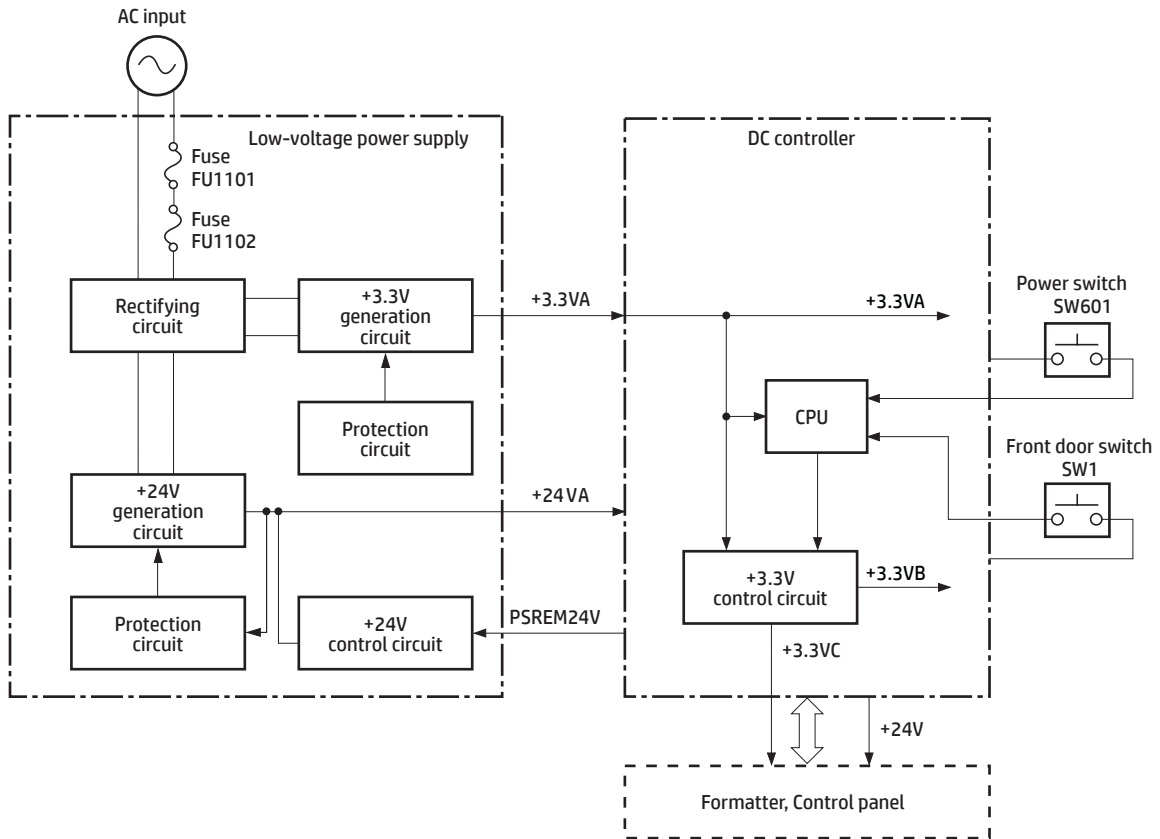 AC input
Low-voltage power supply
DC controller
Fuse
FU1101
Fuse
FU1102
Rectifying
circuit
+3.3V
generation
circuit
+3.3VA
+3.3VA
Power switch
SW601
Protection
circuit
CPU
Front door switch
SW1
+24V
generation
circuit
+24VA
Protection
circuit
+24V
control circuit
PSREM24V
+3.3V
control circuit
+3.3VB
+3.3VC
+24V
Formatter, Control panel